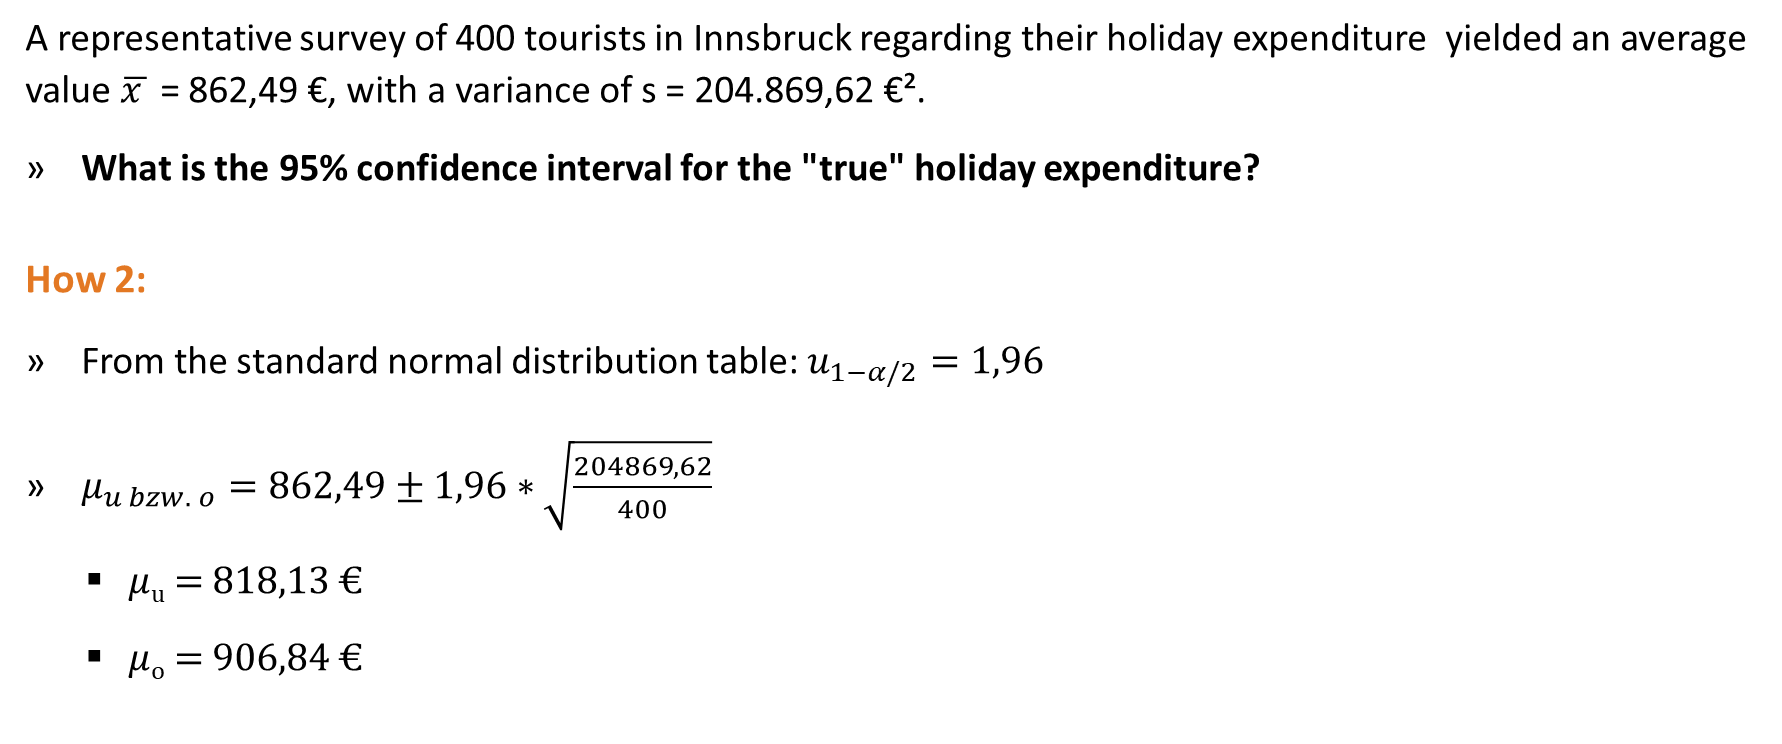 A representative survey of 400 tourists in Innsbruck regarding their holiday expenditure yielded an average
value x̅ = 862,49 €, with a variance of s = 204.869,62 €².
» What is the 95% confidence interval for the "true" holiday expenditure?
How 2:
» From the standard normal distribution table: u₁₋α/₂ = 1,96
» μᵤ bzw. o = 862,49 ± 1,96 * √(204869,62/400)
▪ μᵤ = 818,13 €
▪ μₒ = 906,84 €